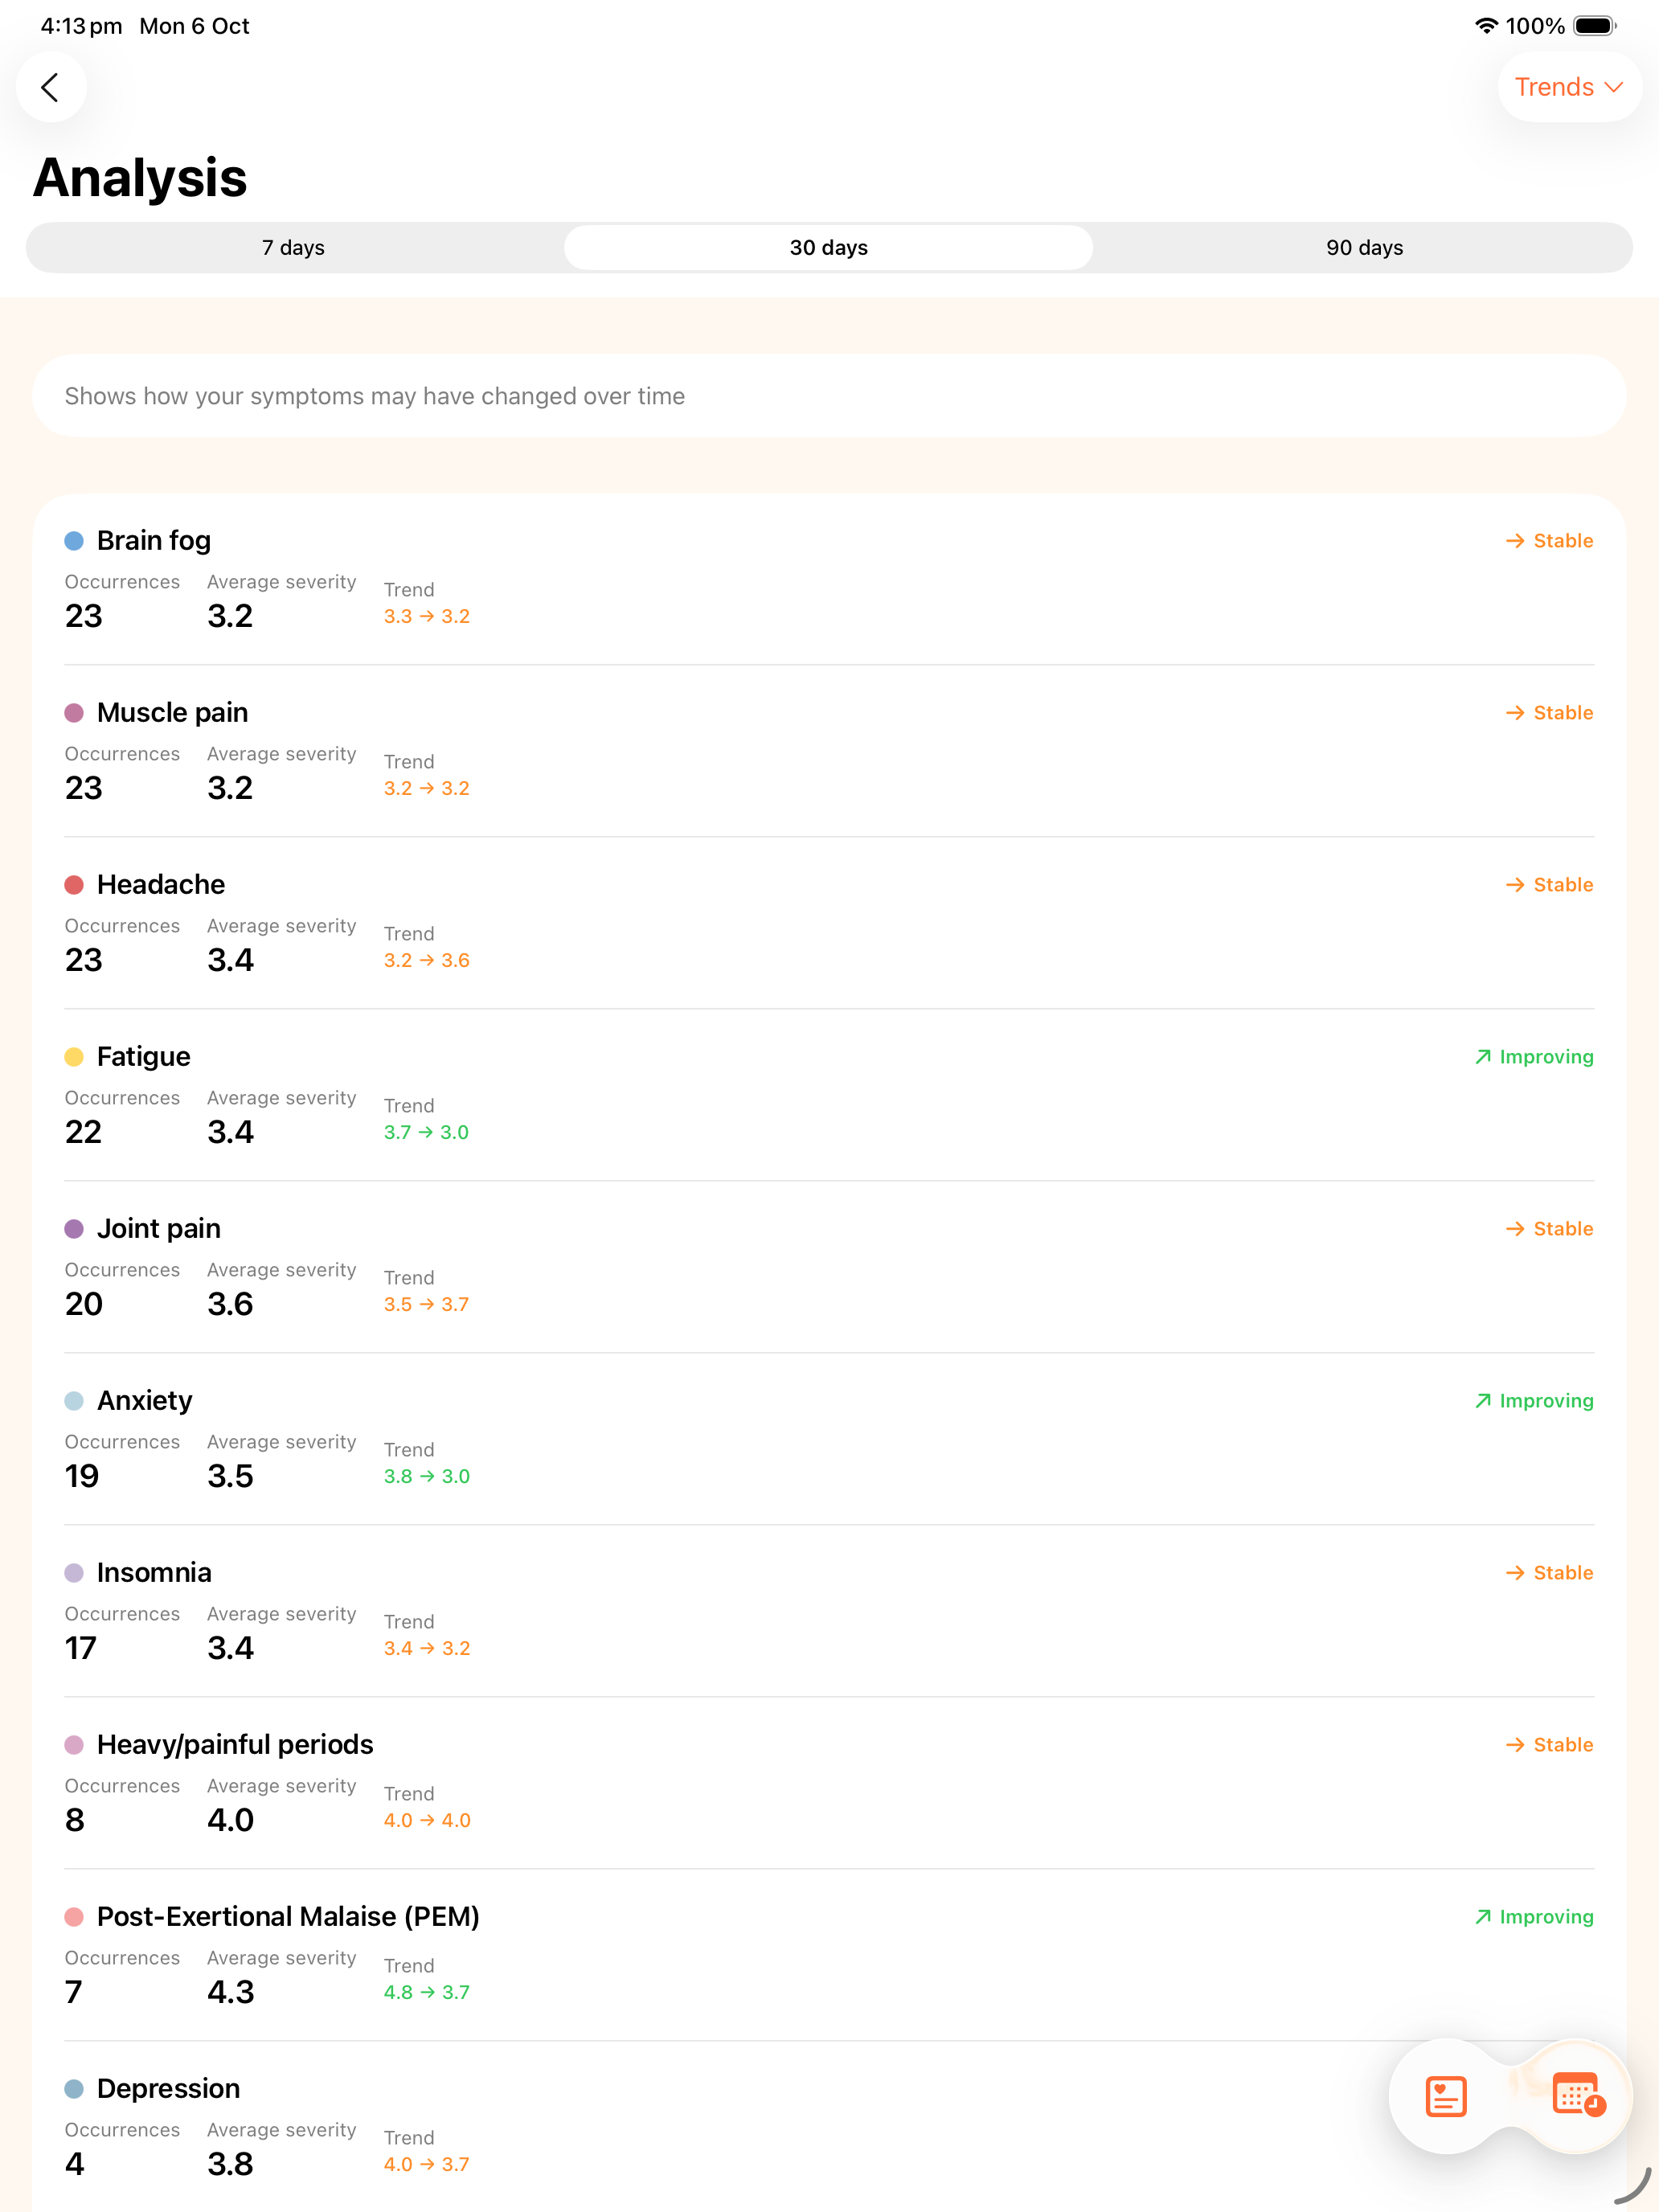 4:13 pm Mon 6 Oct 100%
Trends
Analysis
7 days 30 days 90 days
Shows how your symptoms may have changed over time
Brain fog → Stable
Occurrences Average severity Trend
23 3.2 3.3 → 3.2
Muscle pain → Stable
Occurrences Average severity Trend
23 3.2 3.2 → 3.2
Headache → Stable
Occurrences Average severity Trend
23 3.4 3.2 → 3.6
Fatigue ↗ Improving
Occurrences Average severity Trend
22 3.4 3.7 → 3.0
Joint pain → Stable
Occurrences Average severity Trend
20 3.6 3.5 → 3.7
Anxiety ↗ Improving
Occurrences Average severity Trend
19 3.5 3.8 → 3.0
Insomnia → Stable
Occurrences Average severity Trend
17 3.4 3.4 → 3.2
Heavy/painful periods → Stable
Occurrences Average severity Trend
8 4.0 4.0 → 4.0
Post-Exertional Malaise (PEM) ↗ Improving
Occurrences Average severity Trend
7 4.3 4.8 → 3.7
Depression
Occurrences Average severity Trend
4 3.8 4.0 → 3.7